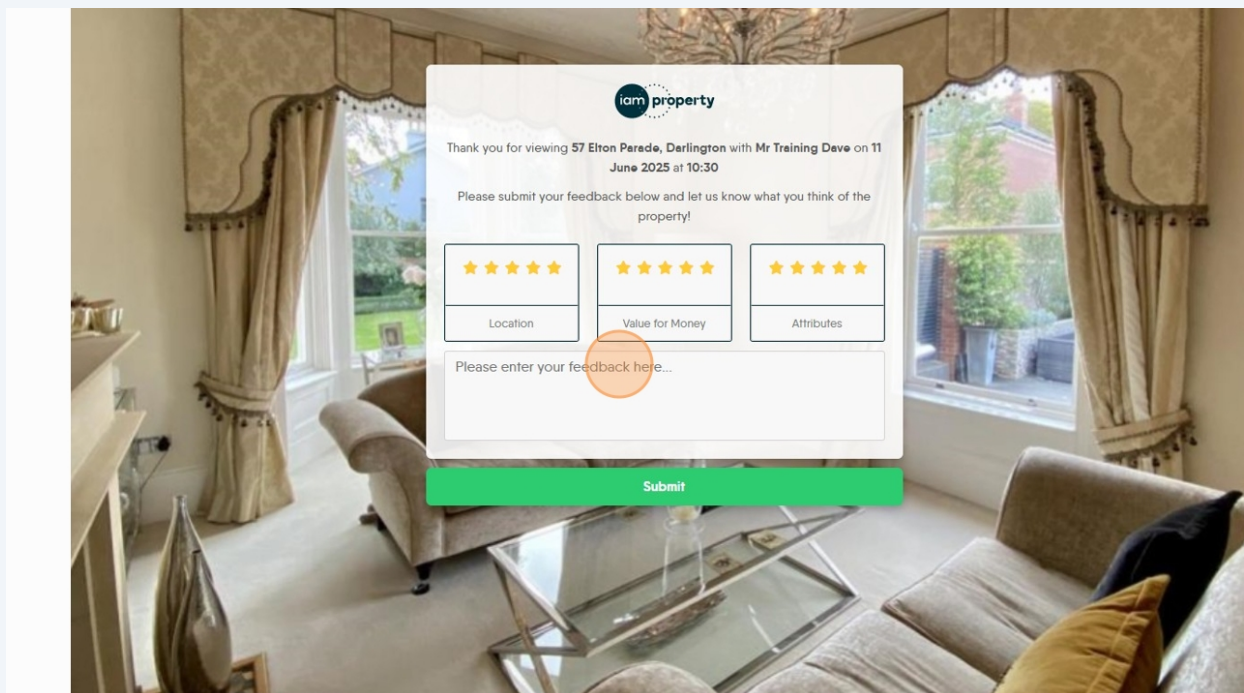 iam property
Thank you for viewing 57 Elton Parade, Darlington with Mr Training Dave on 11
June 2025 at 10:30
Please submit your feedback below and let us know what you think of the
property!
Location
Value for Money
Attributes
Please enter your feedback here...
Submit